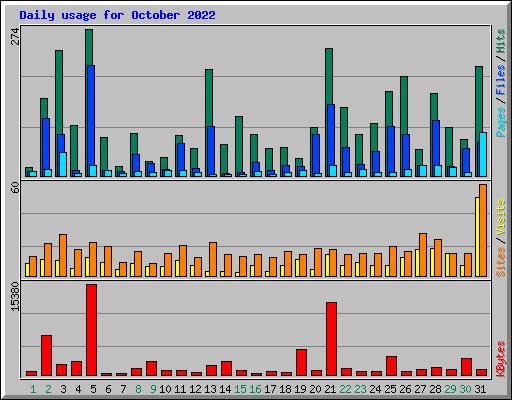 Daily usage for October 2022
274
Pages/Files/Hits
60
Sites/Visits
15380
KBytes
1 2 3 4 5 6 7 8 9 10 11 12 13 14 15 16 17 18 19 20 21 22 23 24 25 26 27 28 29 30 31